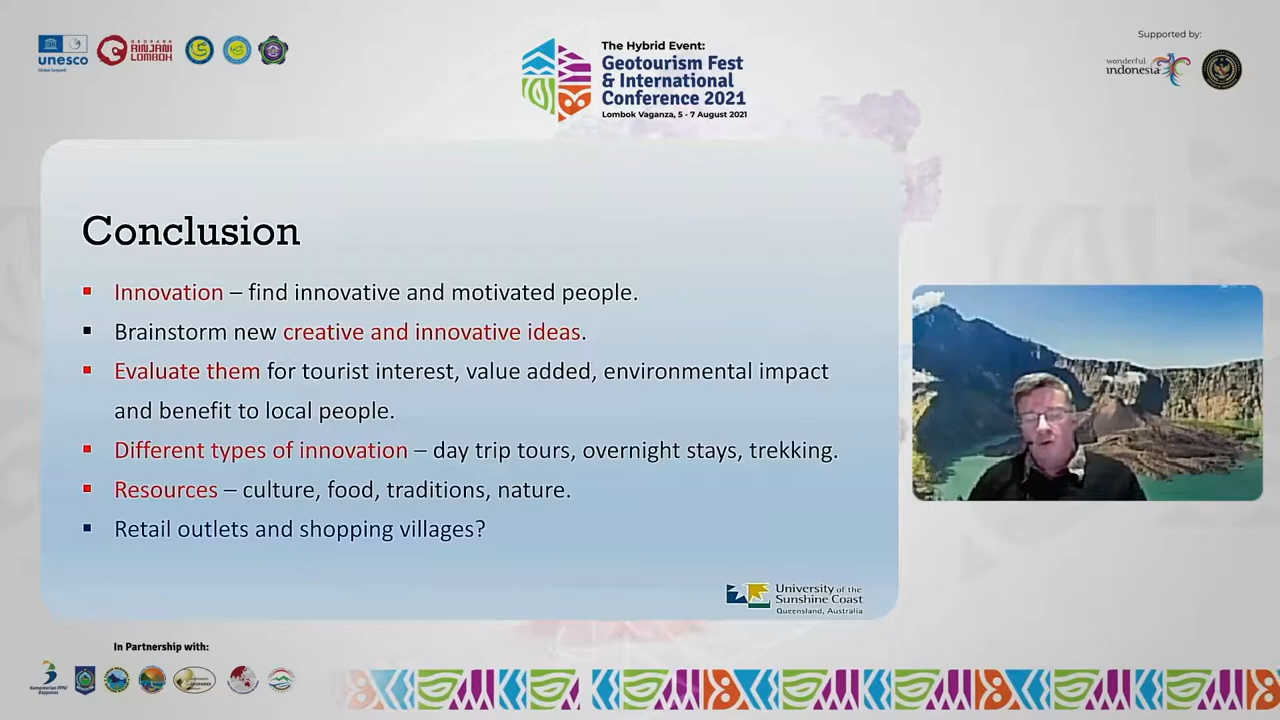 unesco
Global Geopark
GEOPARK
RINJANI
LOMBOK
The Hybrid Event:
Geotourism Fest
& International
Conference 2021
Lombok Vaganza, 5 - 7 August 2021
Supported by:
wonderful
indonesia
Conclusion
Innovation – find innovative and motivated people.
Brainstorm new creative and innovative ideas.
Evaluate them for tourist interest, value added, environmental impact
and benefit to local people.
Different types of innovation – day trip tours, overnight stays, trekking.
Resources – culture, food, traditions, nature.
Retail outlets and shopping villages?
University of the
Sunshine Coast
Queensland, Australia
In Partnership with:
Kementerian PPN/
Bappenas